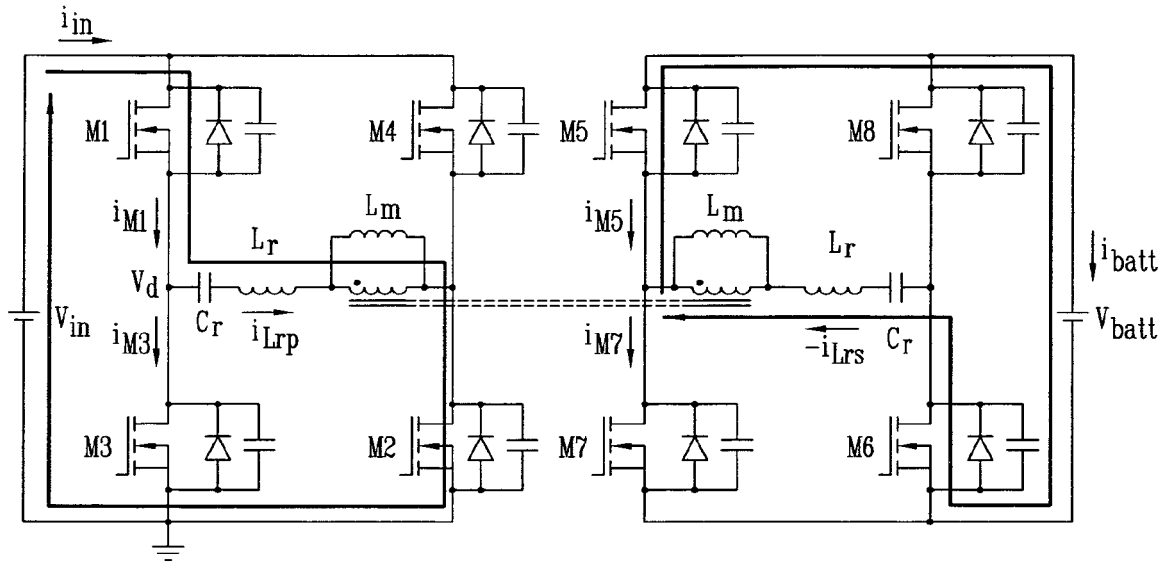 i_in
M1
M4
M5
M8
i_M1
L_m
i_M5
L_m
L_r
L_r
i_batt
V_d
V_in
C_r
i_Lrp
i_M3
i_M7
-i_Lrs
C_r
V_batt
M3
M2
M7
M6